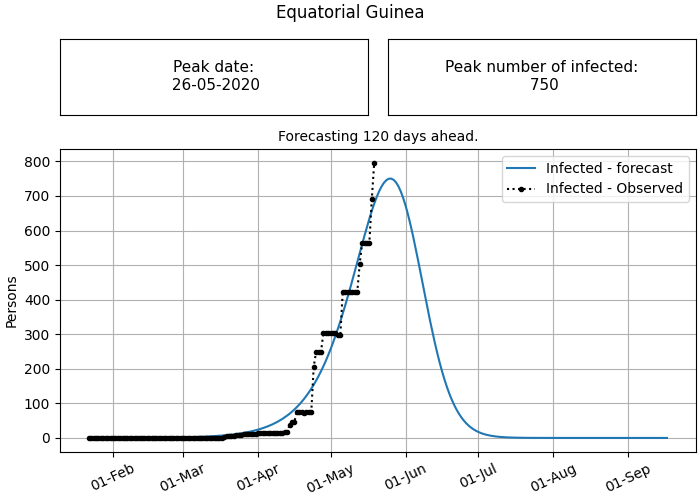 Equatorial Guinea
Peak date:
26-05-2020
Peak number of infected:
750
Forecasting 120 days ahead.
Infected - forecast
Infected - Observed
Persons
800
700
600
500
400
300
200
100
0
01-Feb
01-Mar
01-Apr
01-May
01-Jun
01-Jul
01-Aug
01-Sep